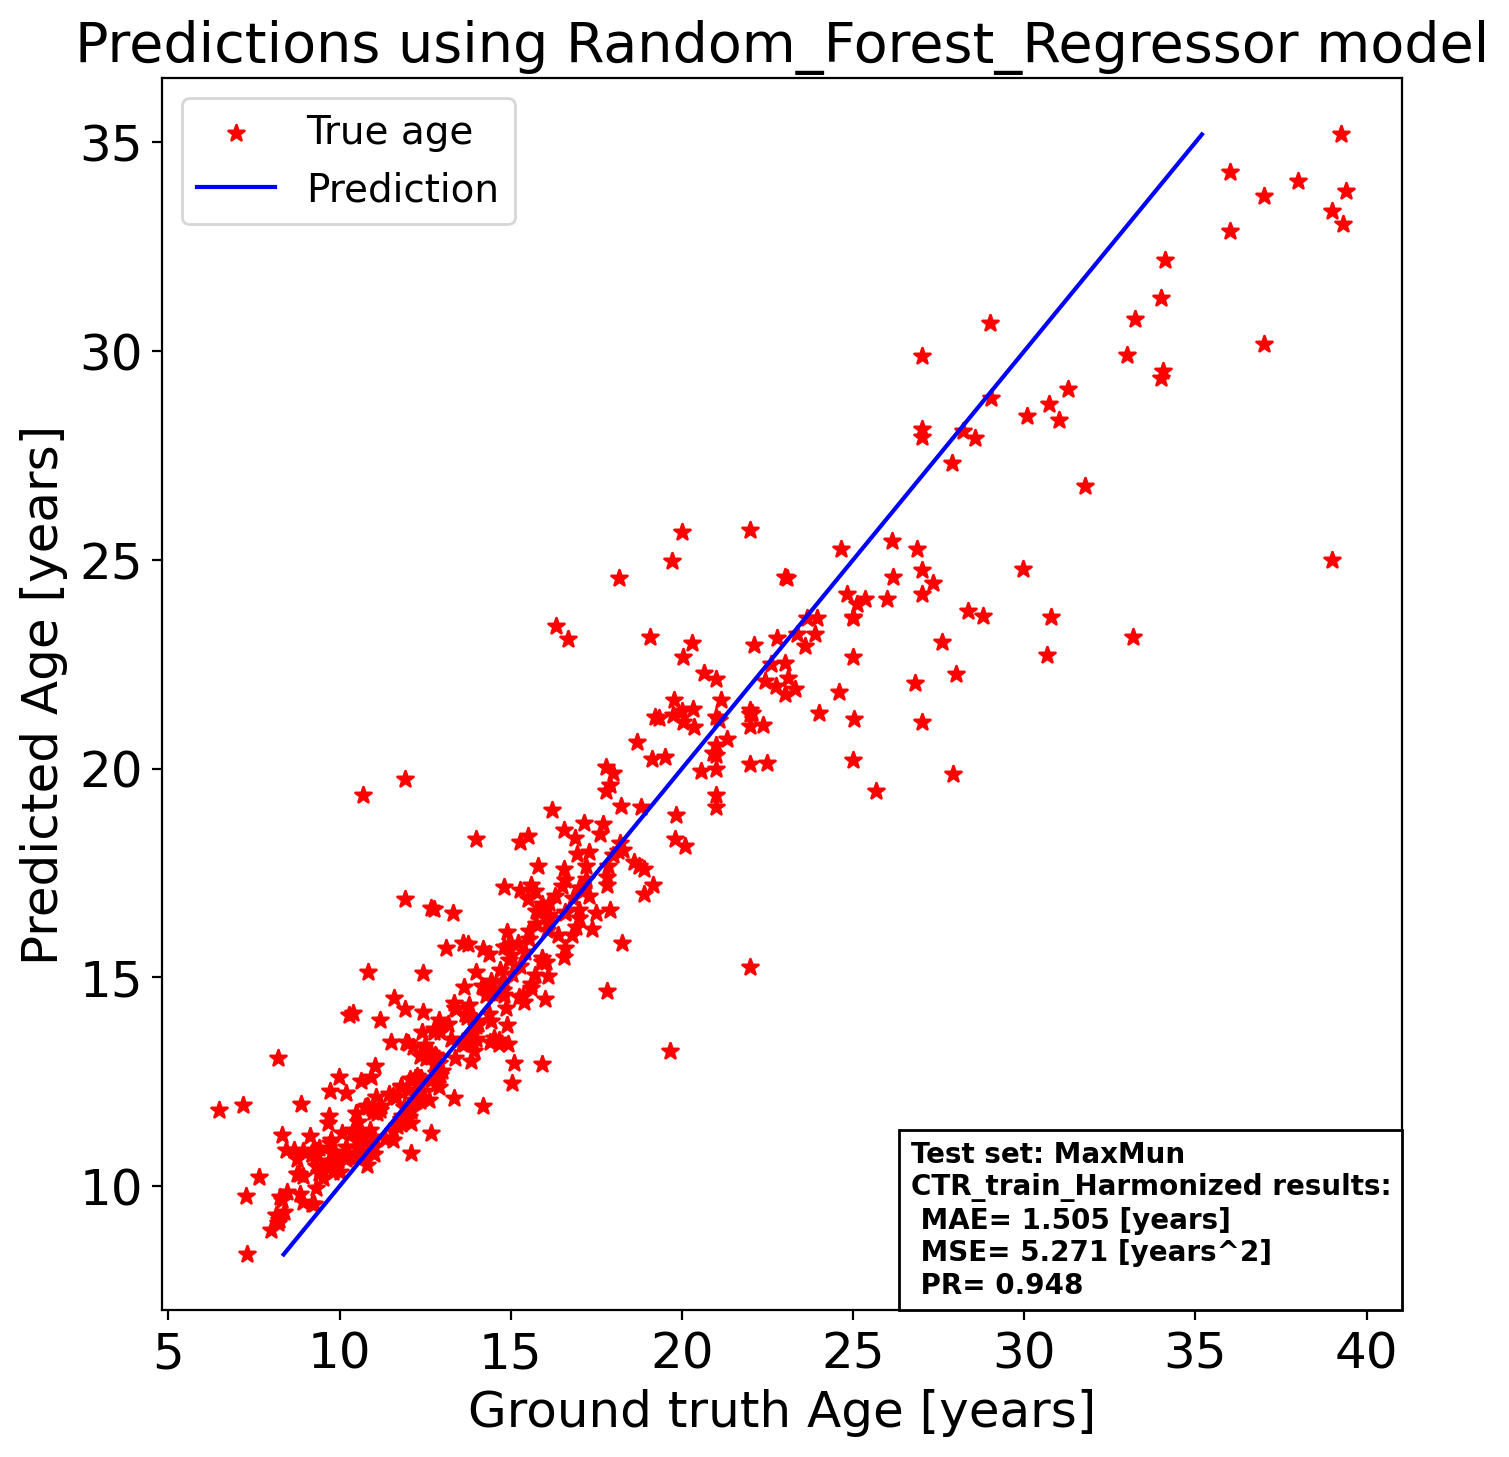 Predictions using Random_Forest_Regressor model
True age
Prediction
35
30
25
20
15
10
Predicted Age [years]
Test set: MaxMun
CTR_train_Harmonized results:
MAE= 1.505 [years]
MSE= 5.271 [years^2]
PR= 0.948
5 10 15 20 25 30 35 40
Ground truth Age [years]